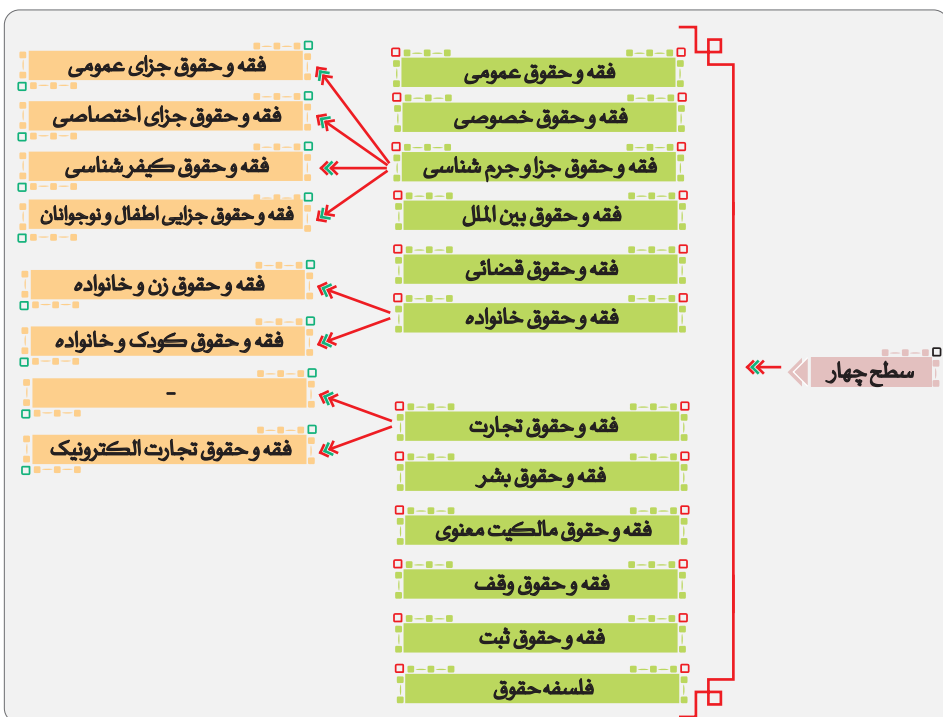 سطح چهار
فقه و حقوق عمومی
فقه و حقوق خصوصی
فقه و حقوق جزا و جرم شناسی
فقه و حقوق بین الملل
فقه و حقوق قضائی
فقه و حقوق خانواده
فقه و حقوق تجارت
فقه و حقوق بشر
فقه و حقوق مالکیت معنوی
فقه و حقوق وقف
فقه و حقوق ثبت
فلسفه حقوق
فقه و حقوق جزای عمومی
فقه و حقوق جزای اختصاصی
فقه و حقوق کیفر شناسی
فقه و حقوق جزایی اطفال و نوجوانان
فقه و حقوق زن و خانواده
فقه و حقوق کودک و خانواده
-
فقه و حقوق تجارت الکترونیک